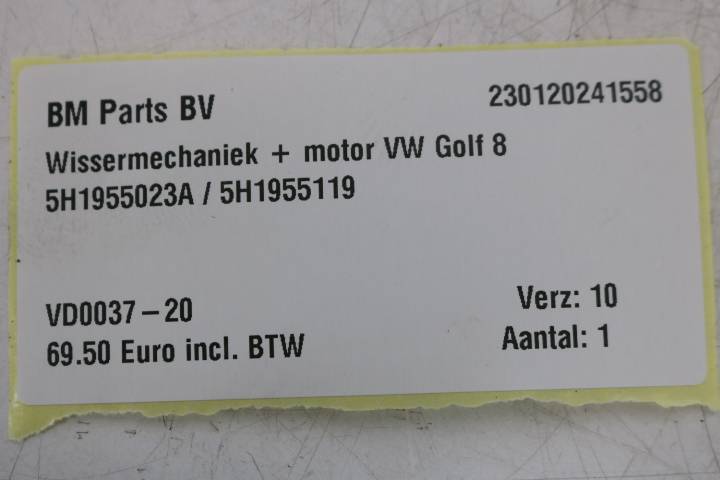 BM Parts BV 230120241558
Wissermechaniek + motor VW Golf 8
5H1955023A / 5H1955119
VD0037-20 Verz: 10
69.50 Euro incl. BTW Aantal: 1